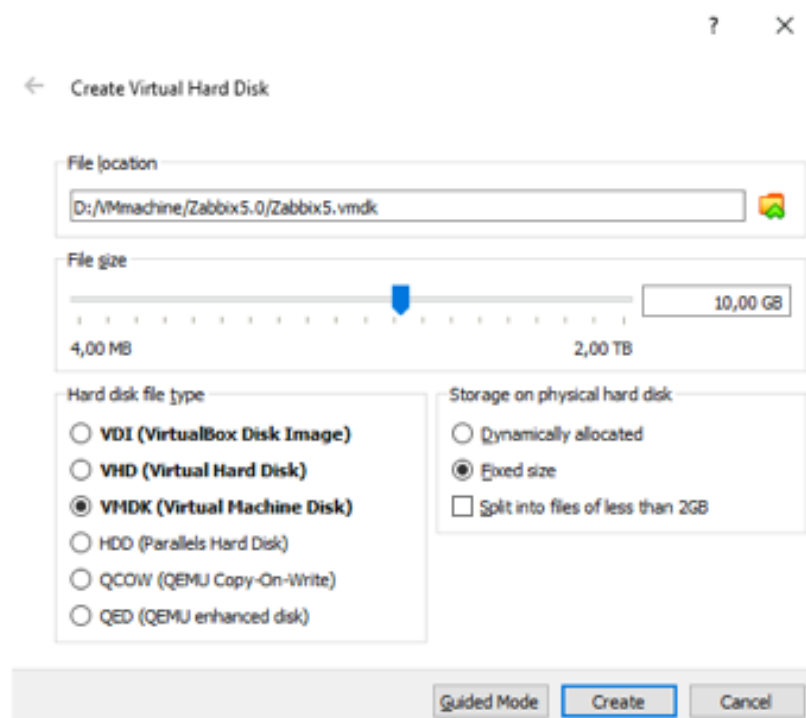 ?
Create Virtual Hard Disk
File location
D:/VMmachine/Zabbix5.0/Zabbix5.vmdk
File size
10,00 GB
4,00 MB 2,00 TB
Hard disk file type
VDI (VirtualBox Disk Image)
VHD (Virtual Hard Disk)
VMDK (Virtual Machine Disk)
HDD (Parallels Hard Disk)
QCOW (QEMU Copy-On-Write)
QED (QEMU enhanced disk)
Storage on physical hard disk
Dynamically allocated
Fixed size
Split into files of less than 2GB
Guided Mode Create Cancel